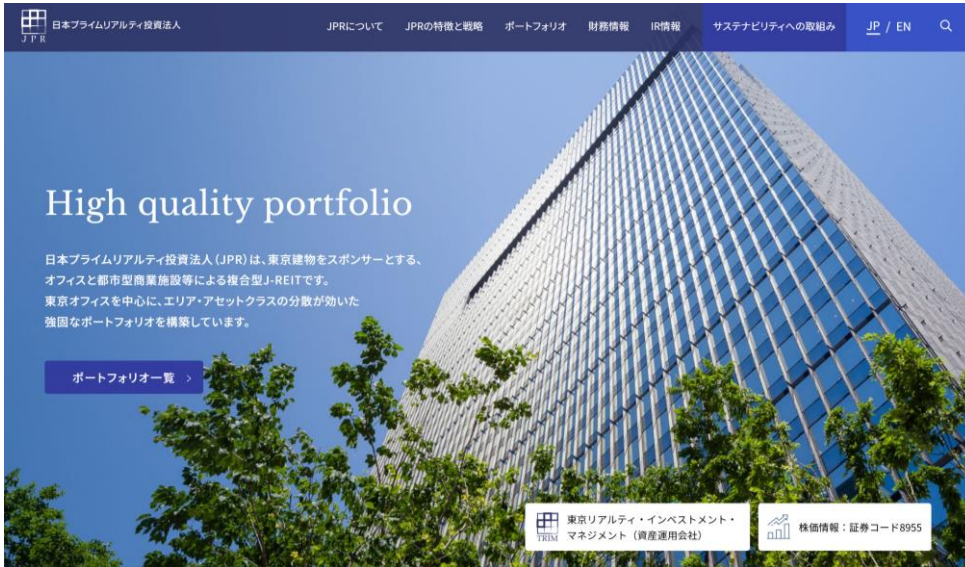 JPR
日本プライムリアルティ投資法人
JPRについて
JPRの特徴と戦略
ポートフォリオ
財務情報
IR情報
サステナビリティへの取組み
JP / EN
High quality portfolio
日本プライムリアルティ投資法人（JPR）は、東京建物をスポンサーとする、
オフィスと都市型商業施設等による複合型J-REITです。
東京オフィスを中心に、エリア・アセットクラスの分散が効いた
強固なポートフォリオを構築しています。
ポートフォリオ一覧 >
TRIM
東京リアルティ・インベストメント・
マネジメント（資産運用会社）
株価情報：証券コード8955